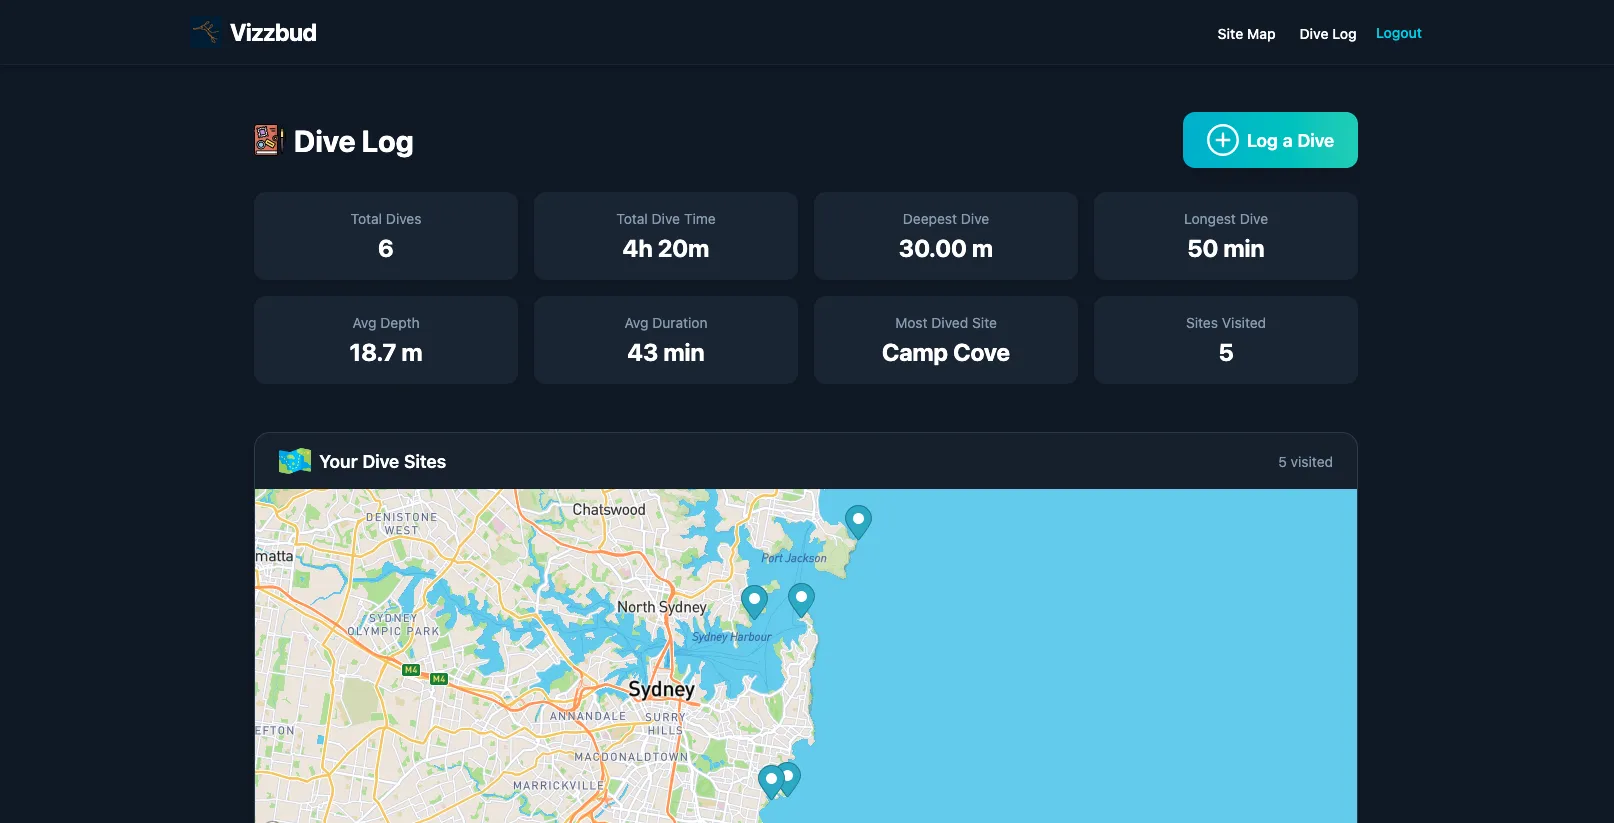 Vizzbud
Site Map
Dive Log
Logout
Dive Log
Log a Dive
Total Dives
6
Total Dive Time
4h 20m
Deepest Dive
30.00 m
Longest Dive
50 min
Avg Depth
18.7 m
Avg Duration
43 min
Most Dived Site
Camp Cove
Sites Visited
5
Your Dive Sites
5 visited
Chatswood
DENISTONE
WEST
matta
Port Jackson
North Sydney
SYDNEY
OLYMPIC PARK
Sydney Harbour
M4
M4
Sydney
ANNANDALE
SURRY
HILLS
EFTON
MACDONALDTOWN
MARRICKVILLE